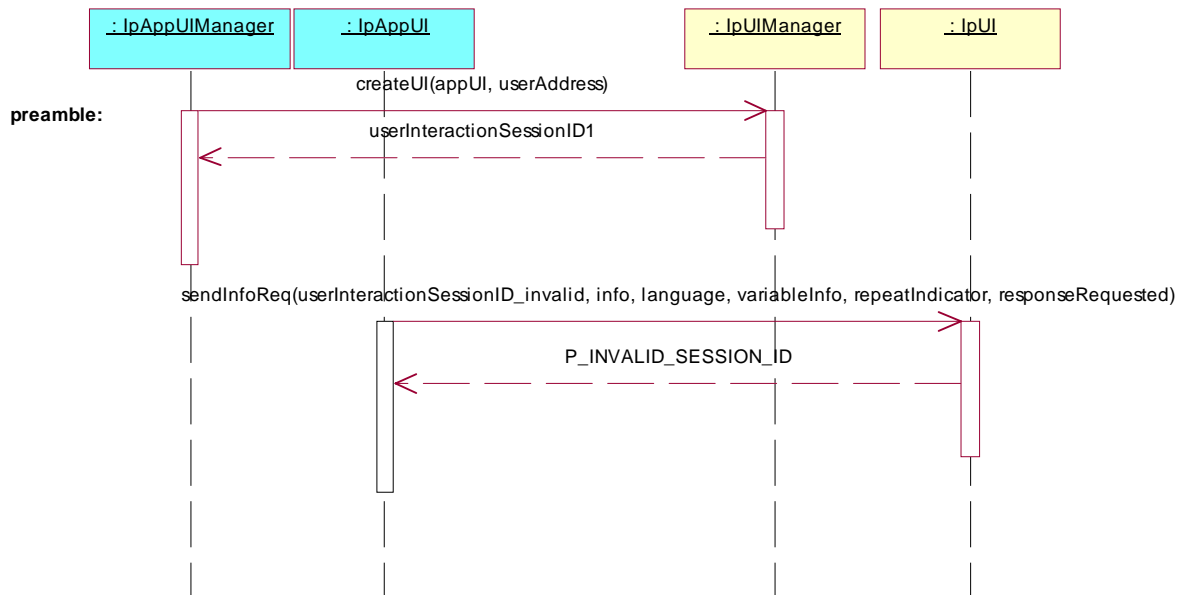 : IpAppUIManager
: IpAppUI
: IpUIManager
: IpUI
createUI(appUI, userAddress)
preamble:
userInteractionSessionID1
sendInfoReq(userInteractionSessionID_invalid, info, language, variableInfo, repeatIndicator, responseRequested)
P_INVALID_SESSION_ID